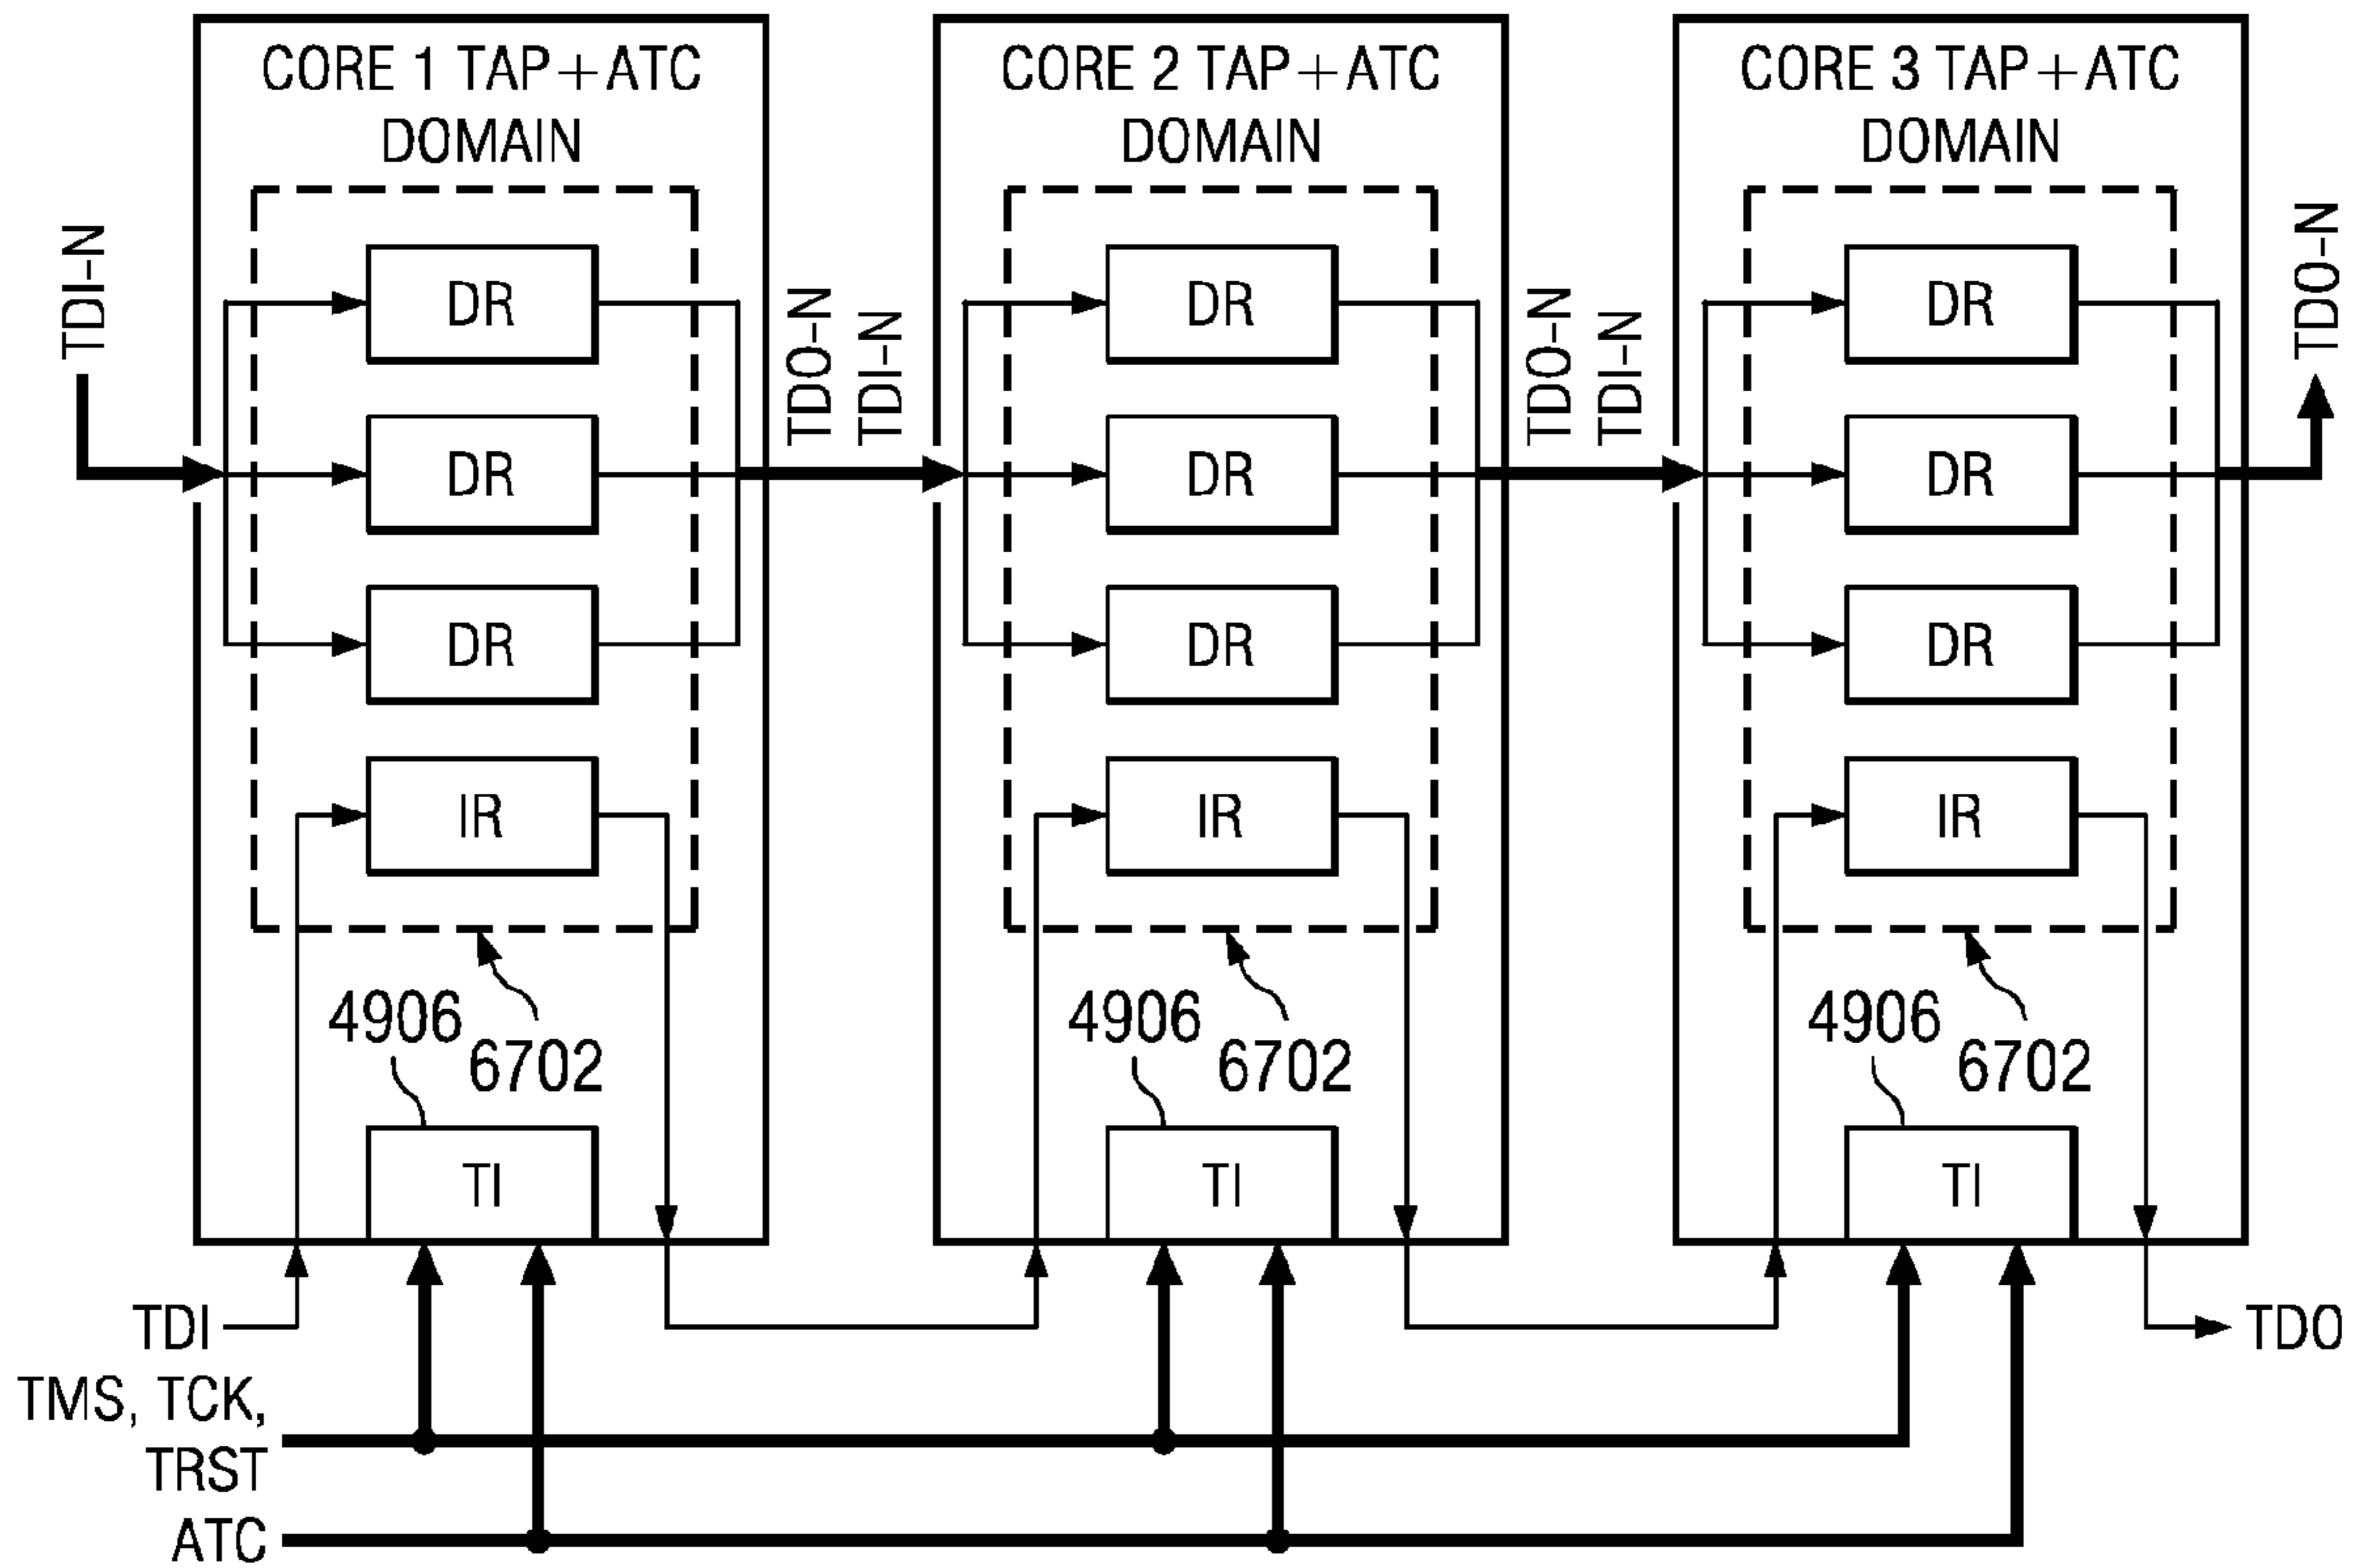 CORE 1 TAP+ATC
DOMAIN
CORE 2 TAP+ATC
DOMAIN
CORE 3 TAP+ATC
DOMAIN
TDI-N
DR
DR
DR
IR
TDO-N
TDI-N
DR
DR
DR
IR
TDO-N
TDI-N
DR
DR
DR
IR
TDO-N
4906
6702
TI
4906
6702
TI
4906
6702
TI
TDI
TDO
TMS, TCK,
TRST
ATC